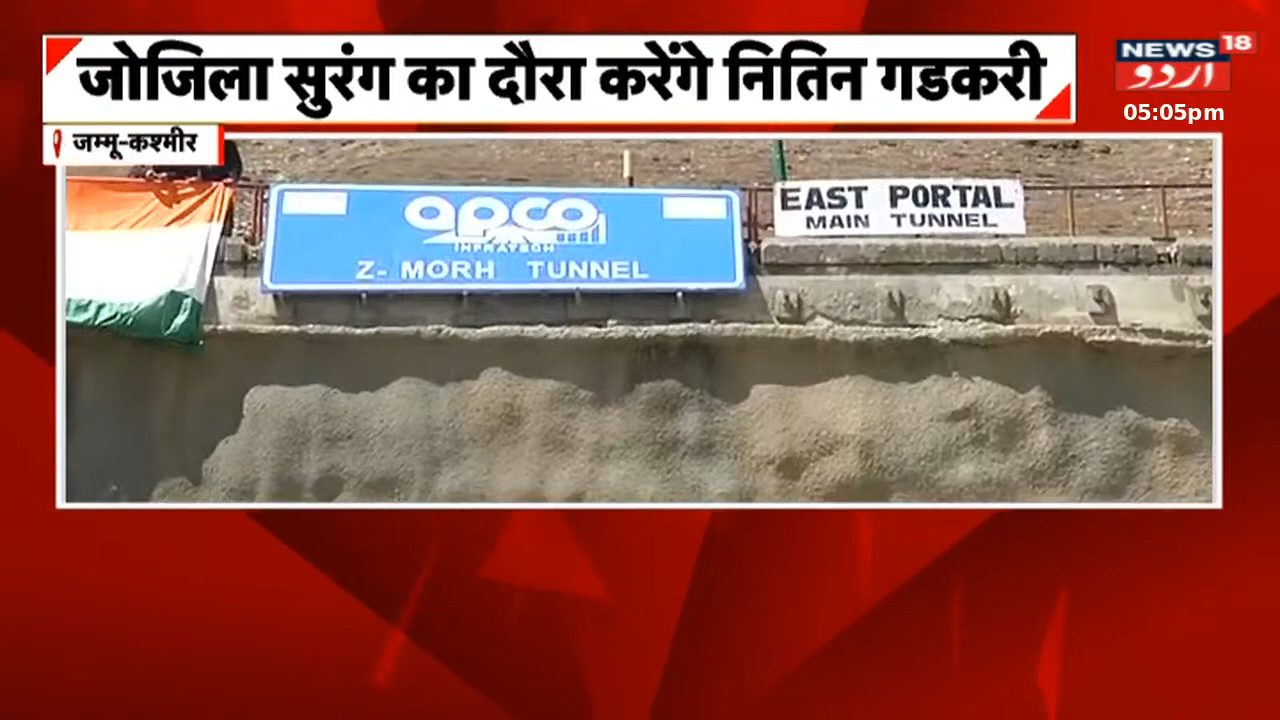 जोजिला सुरंग का दौरा करेंगे नितिन गडकरी
NEWS 18
اردو
05:05pm
जम्मू-कश्मीर
apco
INFRATECH
Z- MORH TUNNEL
EAST PORTAL
MAIN TUNNEL